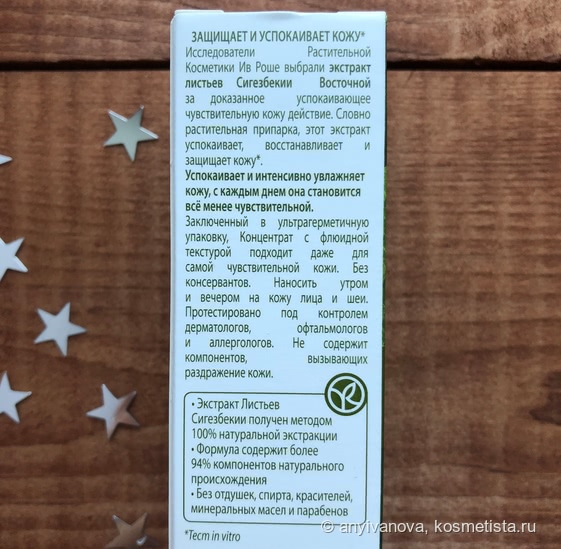 ЗАЩИЩАЕТ И УСПОКАИВАЕТ КОЖУ*
Исследователи Растительной
Косметики Ив Роше выбрали экстракт
листьев Сигезбекии Восточной
за доказанное успокаивающее
чувствительную кожу действие. Словно
растительная припарка, этот экстракт
успокаивает, восстанавливает и
защищает кожу*.
Успокаивает и интенсивно увлажняет
кожу, с каждым днем она становится
всё менее чувствительной.
Заключенный в ультрагерметичную
упаковку, Концентрат с флюидной
текстурой подходит даже для
самой чувствительной кожи. Без
консервантов. Наносить утром
и вечером на кожу лица и шеи.
Протестировано под контролем
дерматологов, офтальмологов
и аллергологов. Не содержит
компонентов, вызывающих
раздражение кожи.
• Экстракт Листьев
Сигезбекии получен методом
100% натуральной экстракции
• Формула содержит более
94% компонентов натурального
происхождения
• Без отдушек, спирта, красителей,
минеральных масел и парабенов
*Тест in vitro
© anyivanova, kosmetista.ru